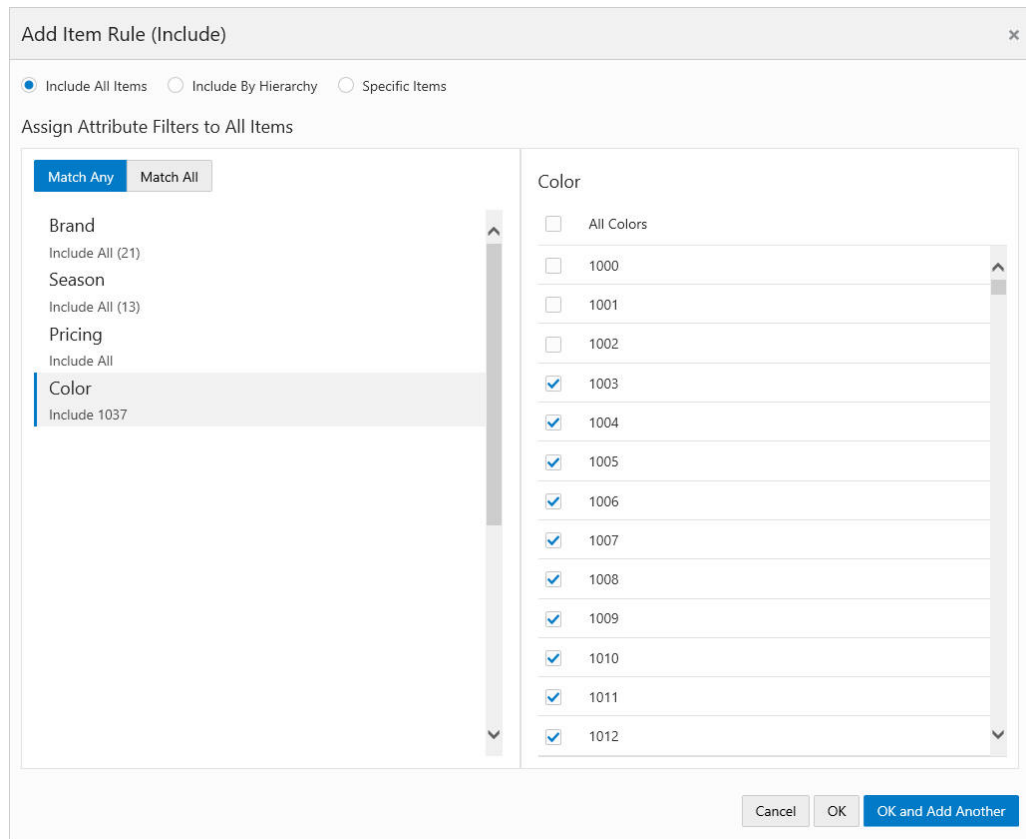 Add Item Rule (Include)
Include All Items Include By Hierarchy Specific Items
Assign Attribute Filters to All Items
Match Any Match All
Brand
Include All (21)
Season
Include All (13)
Pricing
Include All
Color
Include 1037
Color
All Colors
1000
1001
1002
1003
1004
1005
1006
1007
1008
1009
1010
1011
1012
Cancel OK OK and Add Another